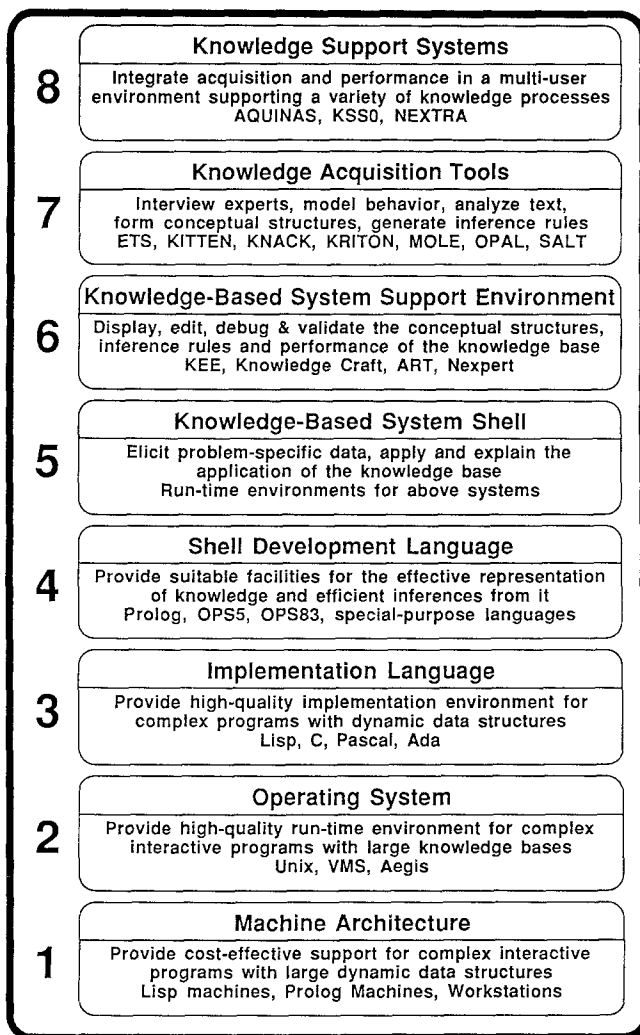 Knowledge Support Systems
8
Integrate acquisition and performance in a multi-user
environment supporting a variety of knowledge processes
AQUINAS, KSS0, NEXTRA
Knowledge Acquisition Tools
7
Interview experts, model behavior, analyze text,
form conceptual structures, generate inference rules
ETS, KITTEN, KNACK, KRITON, MOLE, OPAL, SALT
Knowledge-Based System Support Environment
6
Display, edit, debug & validate the conceptual structures,
inference rules and performance of the knowledge base
KEE, Knowledge Craft, ART, Nexpert
Knowledge-Based System Shell
5
Elicit problem-specific data, apply and explain the
application of the knowledge base
Run-time environments for above systems
Shell Development Language
4
Provide suitable facilities for the effective representation
of knowledge and efficient inferences from it
Prolog, OPS5, OPS83, special-purpose languages
Implementation Language
3
Provide high-quality implementation environment for
complex programs with dynamic data structures
Lisp, C, Pascal, Ada
Operating System
2
Provide high-quality run-time environment for complex
interactive programs with large knowledge bases
Unix, VMS, Aegis
Machine Architecture
1
Provide cost-effective support for complex interactive
programs with large dynamic data structures
Lisp machines, Prolog Machines, Workstations